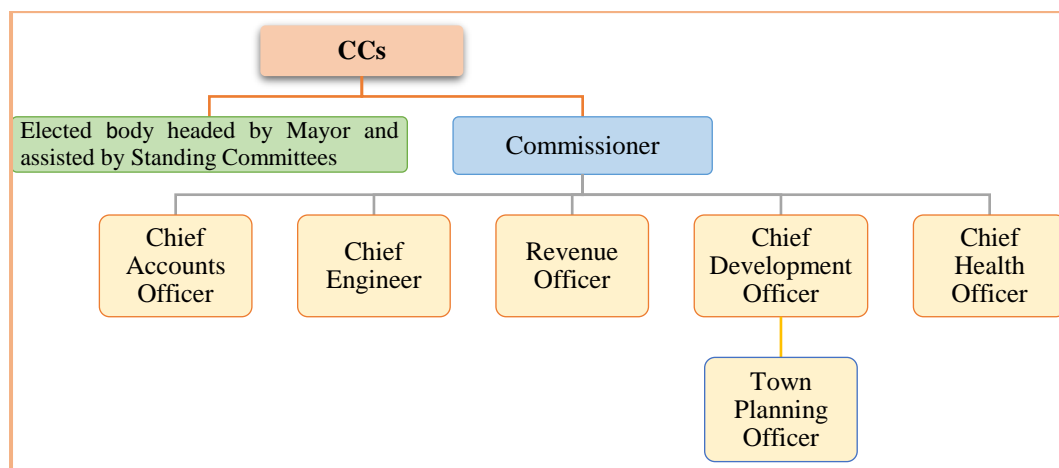 CCs
Elected body headed by Mayor and
assisted by Standing Committees
Commissioner
Chief
Accounts
Officer
Chief
Engineer
Revenue
Officer
Chief
Development
Officer
Chief
Health
Officer
Town
Planning
Officer